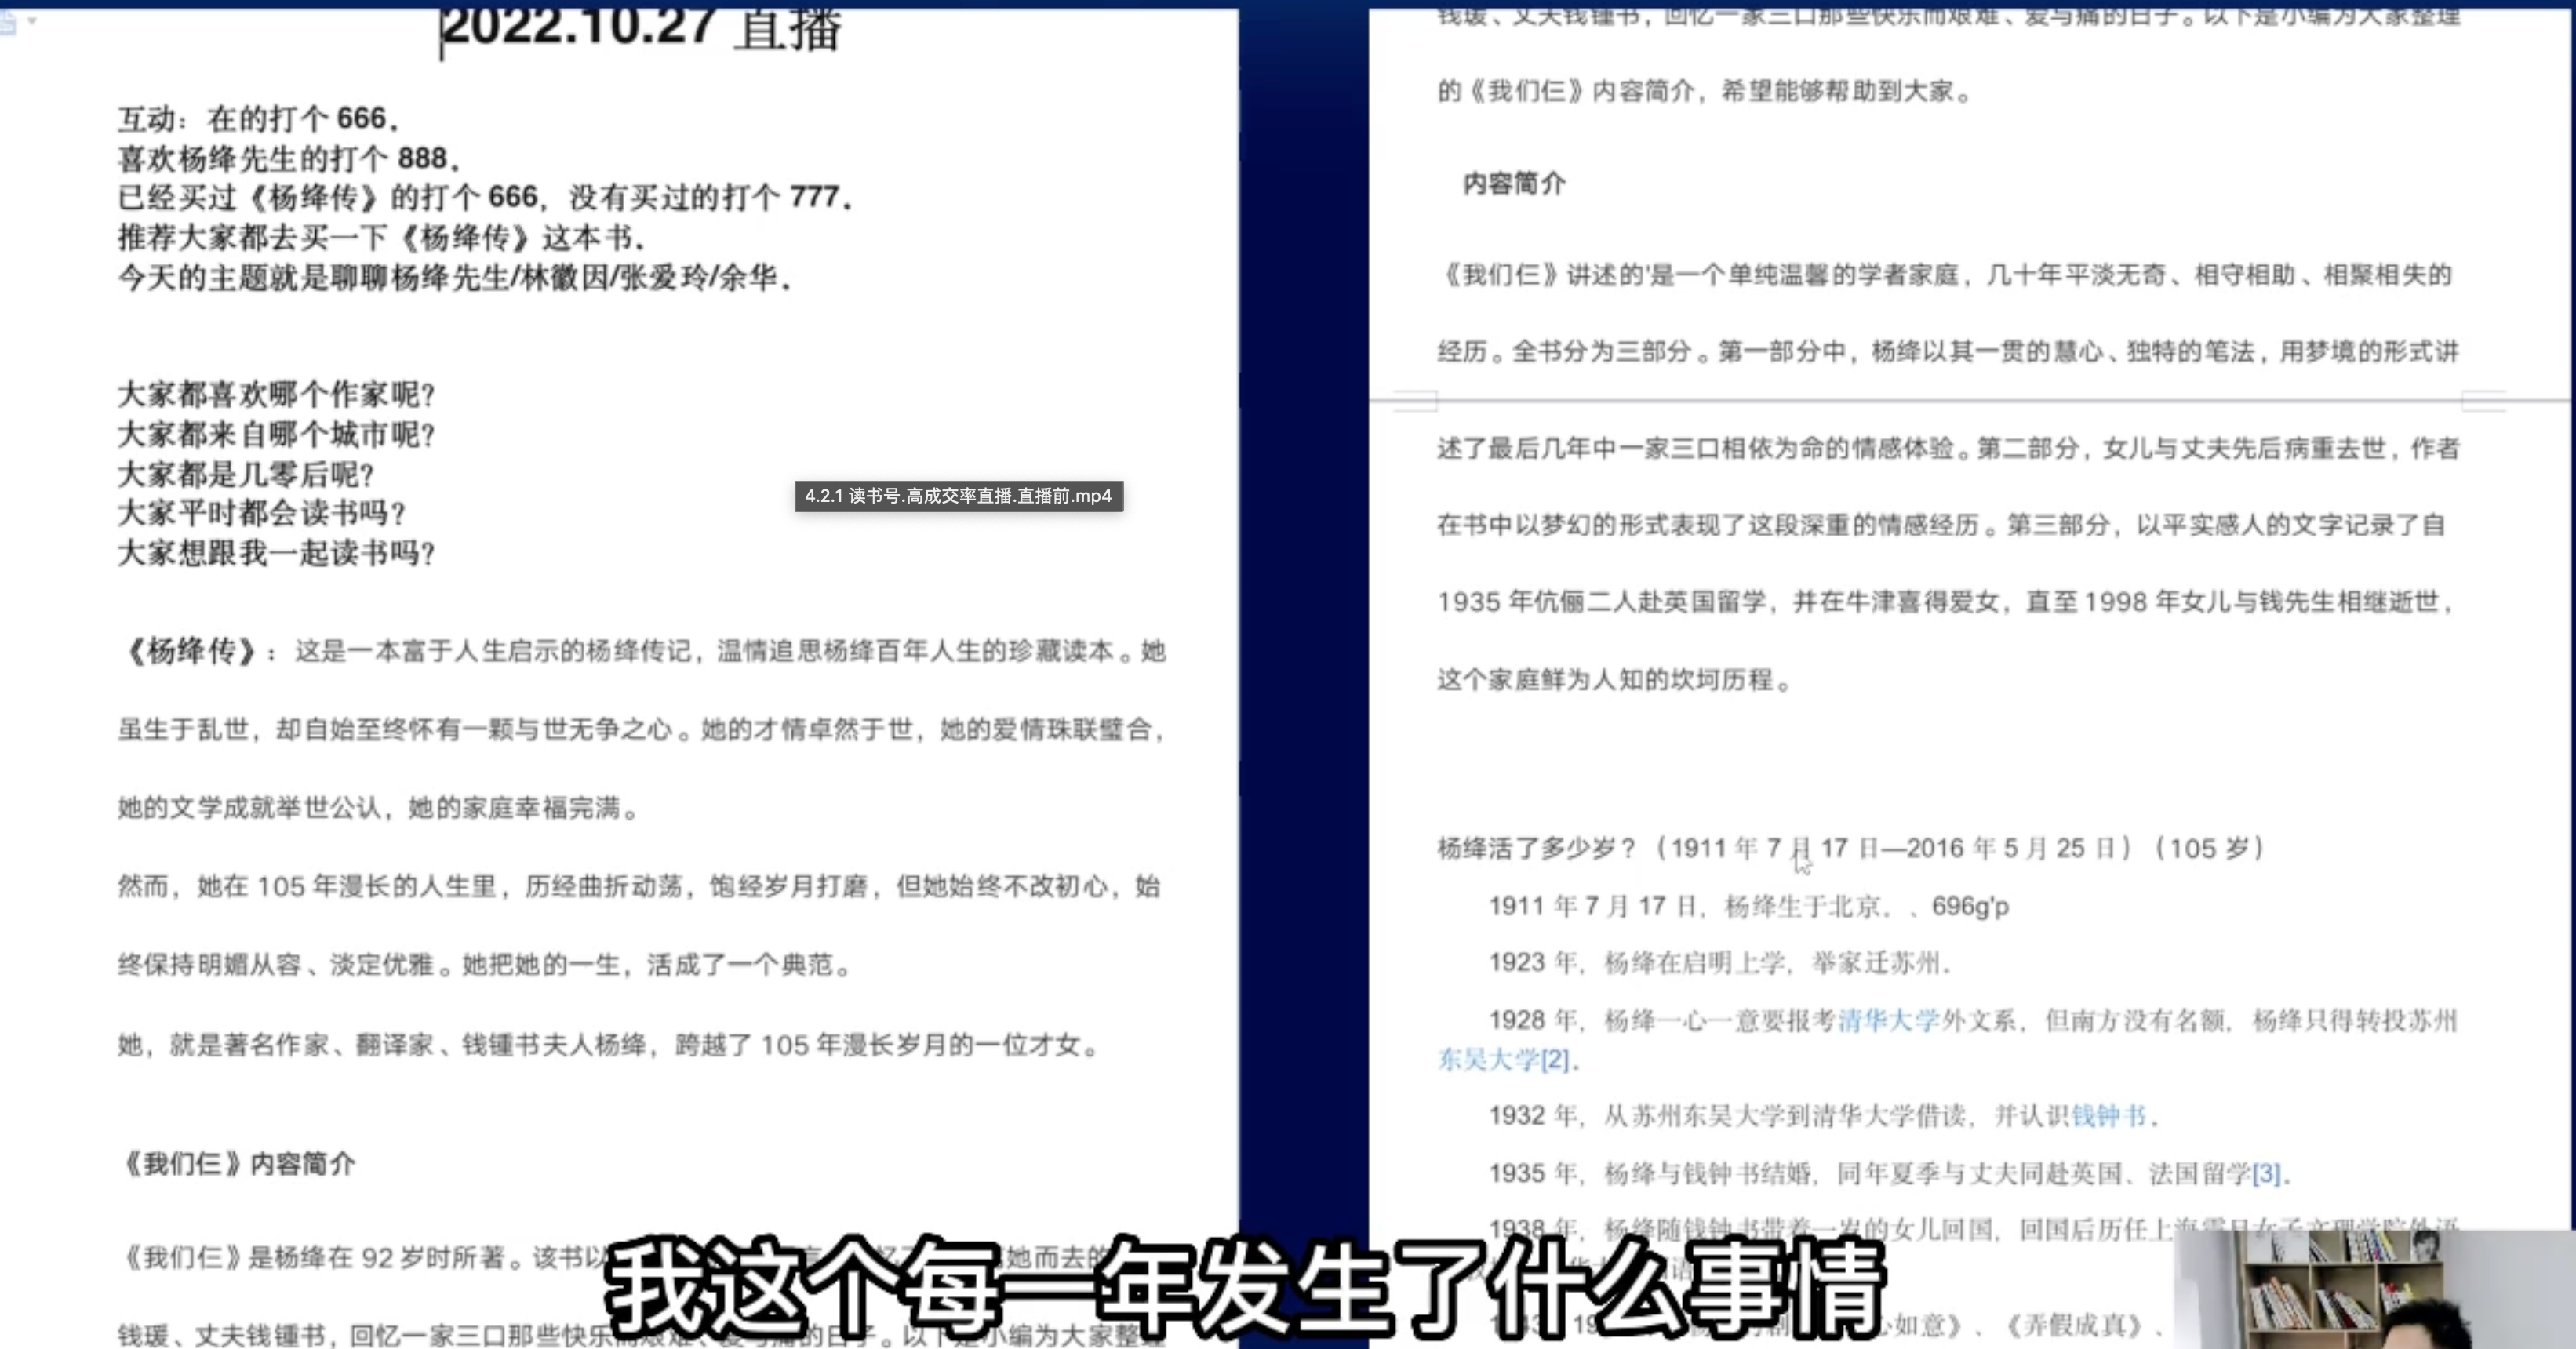 2022.10.27 直播
互动：在的打个 666.
喜欢杨绛先生的打个 888.
已经买过《杨绛传》的打个 666，没有买过的打个 777.
推荐大家都去买一下《杨绛传》这本书.
今天的主题就是聊聊杨绛先生/林徽因/张爱玲/余华.
大家都喜欢哪个作家呢？
大家都来自哪个城市呢？
大家都是几零后呢？
大家平时都会读书吗？
大家想跟我一起读书吗？
《杨绛传》：这是一本富于人生启示的杨绛传记，温情追思杨绛百年人生的珍藏读本。她
虽生于乱世，却自始至终怀有一颗与世无争之心。她的才情卓然于世，她的爱情珠联璧合，
她的文学成就举世公认，她的家庭幸福完满。
然而，她在 105 年漫长的人生里，历经曲折动荡，饱经岁月打磨，但她始终不改初心，始
终保持明媚从容、淡定优雅。她把她的一生，活成了一个典范。
她，就是著名作家、翻译家、钱锺书夫人杨绛，跨越了 105 年漫长岁月的一位才女。
《我们仨》内容简介
《我们仨》是杨绛在 92 岁时所著。该书以
她而去的
钱瑗、丈夫钱锺书，回忆一家三口那些快乐而艰难、爱与痛的日子。以下是小编为大家整理
4.2.1 读书号.高成交率直播.直播前.mp4
钱瑗、丈夫钱锺书，回忆一家三口那些快乐而艰难、爱与痛的日子。以下是小编为大家整理
的《我们仨》内容简介，希望能够帮助到大家。
内容简介
《我们仨》讲述的'是一个单纯温馨的学者家庭，几十年平淡无奇、相守相助、相聚相失的
经历。全书分为三部分。第一部分中，杨绛以其一贯的慧心、独特的笔法，用梦境的形式讲
述了最后几年中一家三口相依为命的情感体验。第二部分，女儿与丈夫先后病重去世，作者
在书中以梦幻的形式表现了这段深重的情感经历。第三部分，以平实感人的文字记录了自
1935 年伉俪二人赴英国留学，并在牛津喜得爱女，直至 1998 年女儿与钱先生相继逝世，
这个家庭鲜为人知的坎坷历程。
杨绛活了多少岁？（1911 年 7 月 17 日—2016 年 5 月 25 日）（105 岁）
1911 年 7 月 17 日，杨绛生于北京．、696g'p
1923 年，杨绛在启明上学，举家迁苏州．
1928 年，杨绛一心一意要报考清华大学外文系，但南方没有名额，杨绛只得转投苏州
东吴大学[2]．
1932 年，从苏州东吴大学到清华大学借读，并认识钱钟书．
1935 年，杨绛与钱钟书结婚，同年夏季与丈夫同赴英国、法国留学[3]．
1938 年，杨绛随钱钟书带着一岁的女儿回国，回国后历任上海震旦女子文理学院外语
心如意》、《弄假成真》、
我这个每一年发生了什么事情